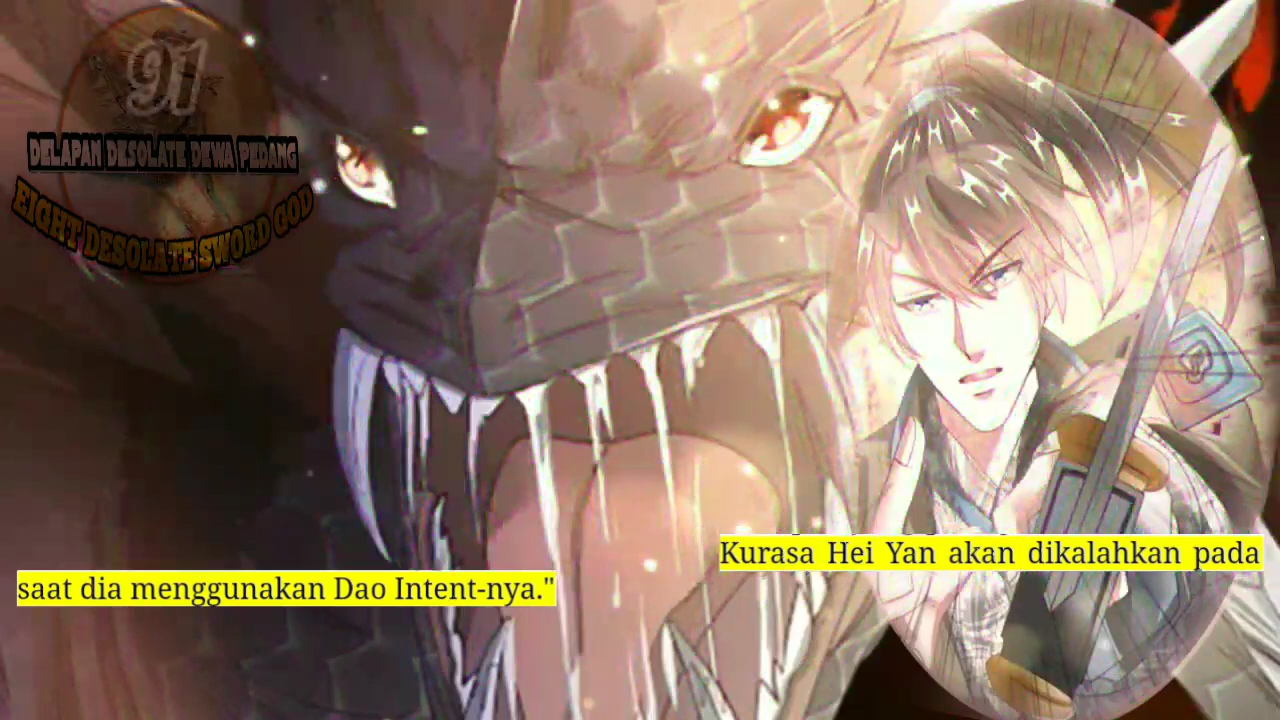 91
DELAPAN DESOLATE DEWA PEDANG
EIGHT DESOLATE SWORD GOD
Kurasa Hei Yan akan dikalahkan pada
saat dia menggunakan Dao Intent-nya."